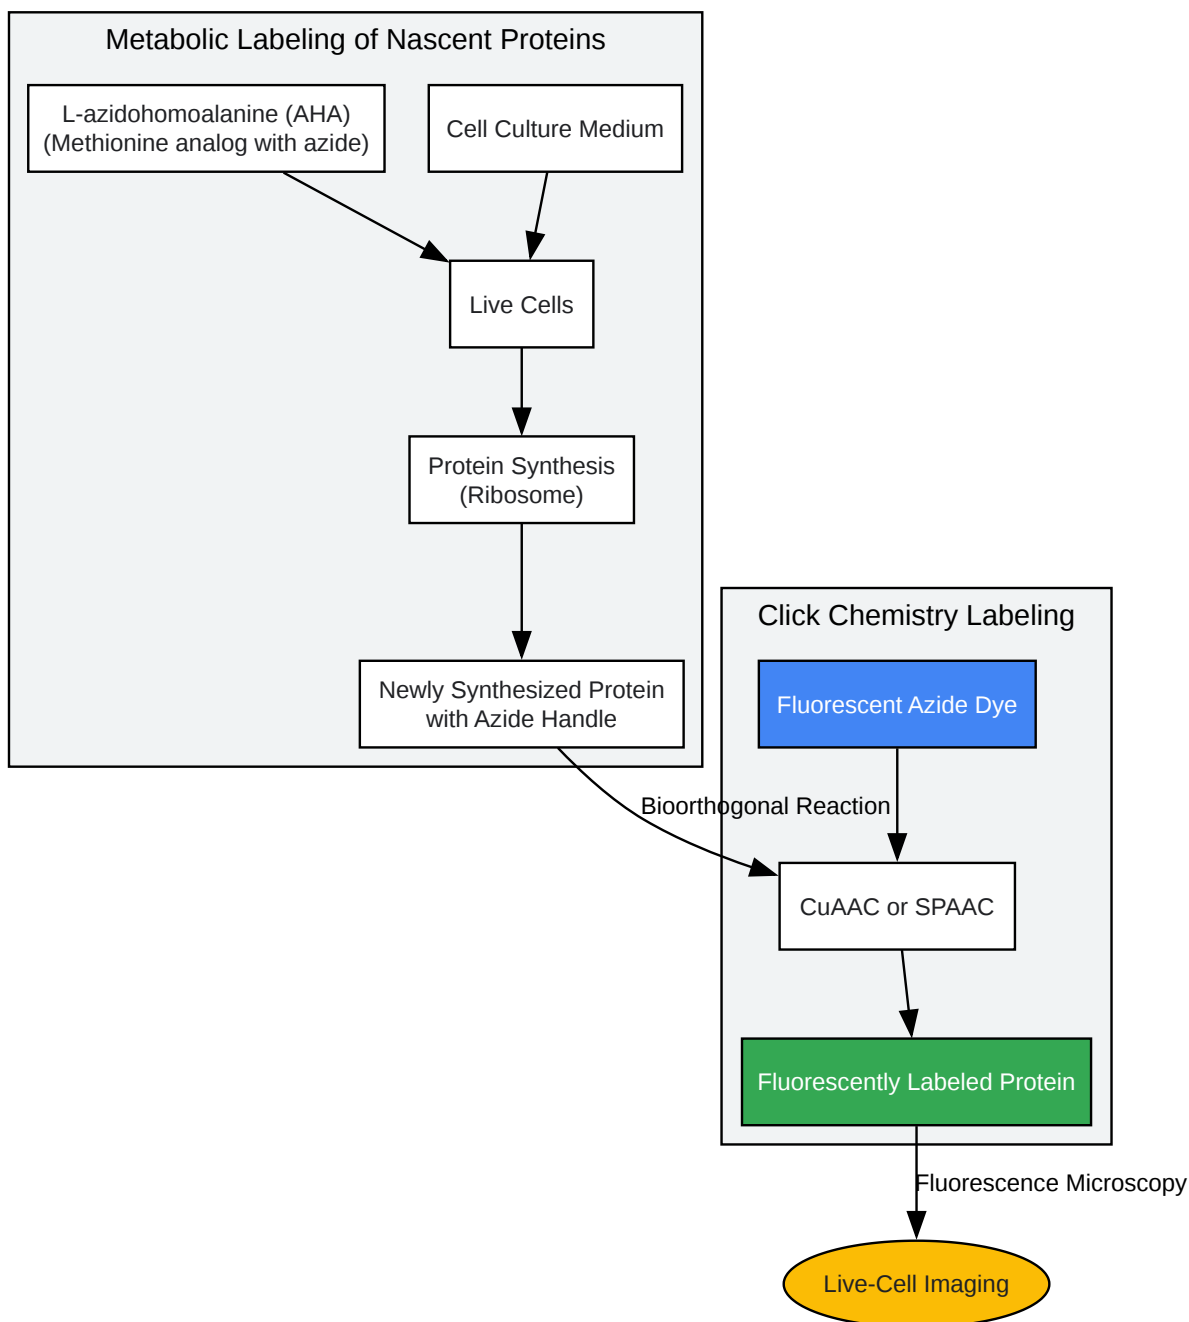 Metabolic Labeling of Nascent Proteins
L-azidohomoalanine (AHA)
(Methionine analog with azide)
Cell Culture Medium
Live Cells
Protein Synthesis
(Ribosome)
Newly Synthesized Protein
with Azide Handle
Click Chemistry Labeling
Fluorescent Azide Dye
Bioorthogonal Reaction
CuAAC or SPAAC
Fluorescently Labeled Protein
Fluorescence Microscopy
Live-Cell Imaging